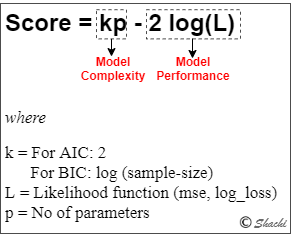 Score = kp - 2 log(L)
Model Complexity
Model Performance
where
k = For AIC: 2
For BIC: log (sample-size)
L = Likelihood function (mse, log_loss)
p = No of parameters
© Shachi